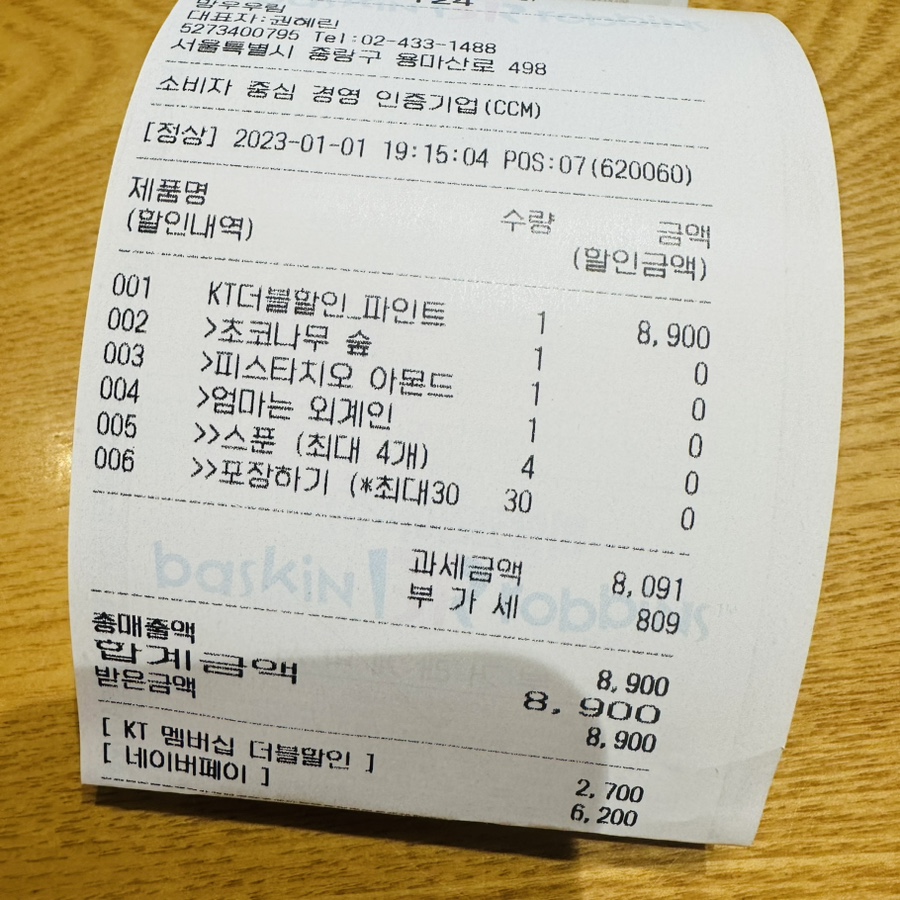 124
대표자:권혜린
5273400795 Tel:02-433-1488
서울특별시 중랑구 용마산로 498
소비자 중심 경영 인증기업(CCM)
[정상] 2023-01-01 19:15:04 POS:07(620060)
제품명 수량 금액
(할인내역) (할인금액)
001 KT더블할인_파인트 1 8,900
002 >초코나무 숲 1 0
003 >피스타치오 아몬드 1 0
004 >엄마는 외계인 1 0
005 >>스푼 (최대 4개) 4 0
006 >>포장하기 (*최대30 30 0
과세금액 8,091
부 가 세 809
총매출액 8,900
합계금액 8,900
받은금액 8,900
[ KT 멤버십 더블할인 ] 2,700
[ 네이버페이 ] 6,200